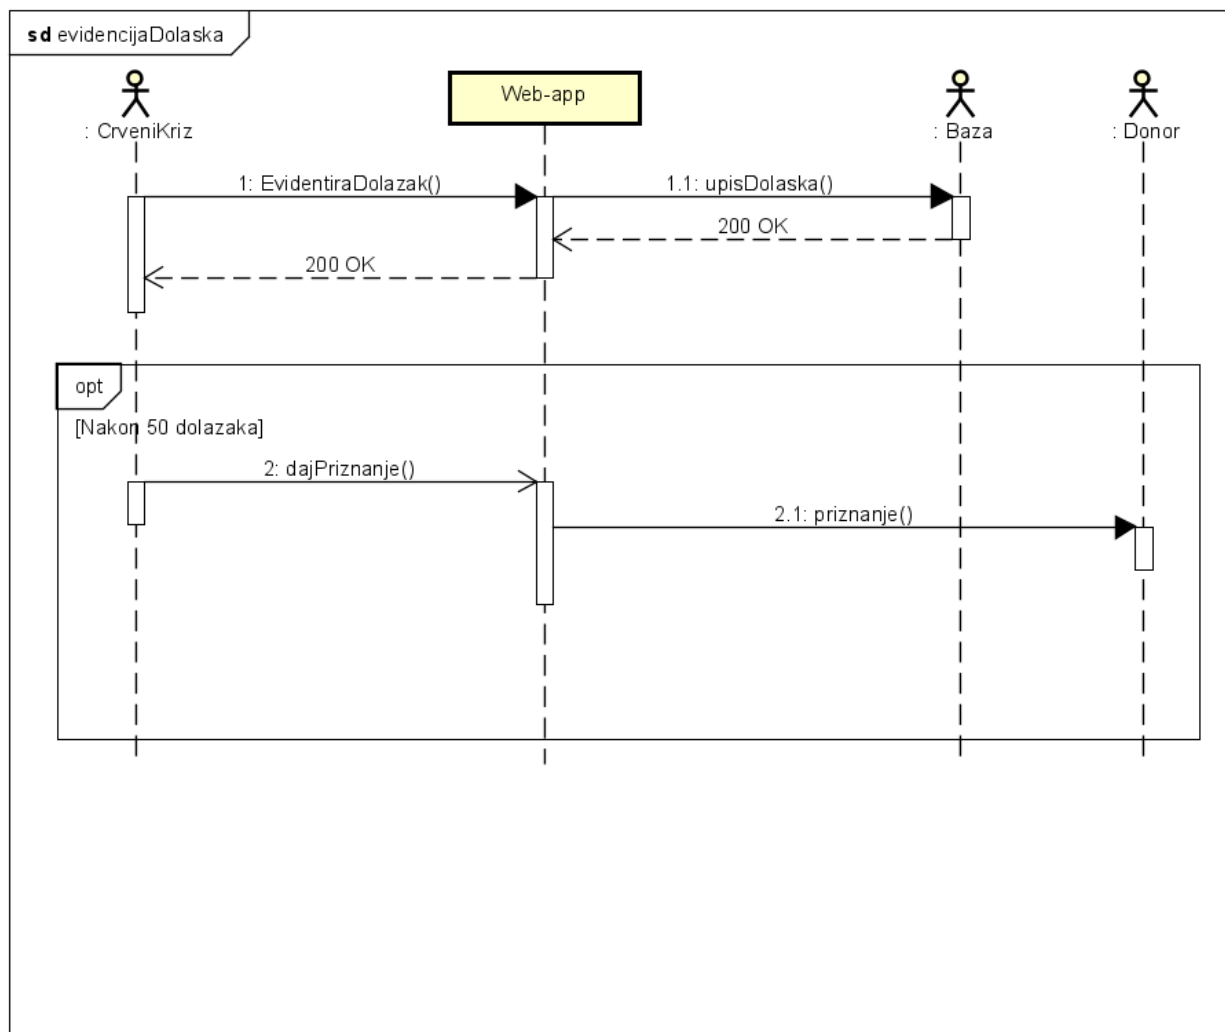 sd evidencijaDolaska
: CrveniKriz
Web-app
: Baza
: Donor
1: EvidentiraDolazak()
1.1: upisDolaska()
200 OK
200 OK
opt
[Nakon 50 dolazaka]
2: dajPriznanje()
2.1: priznanje()